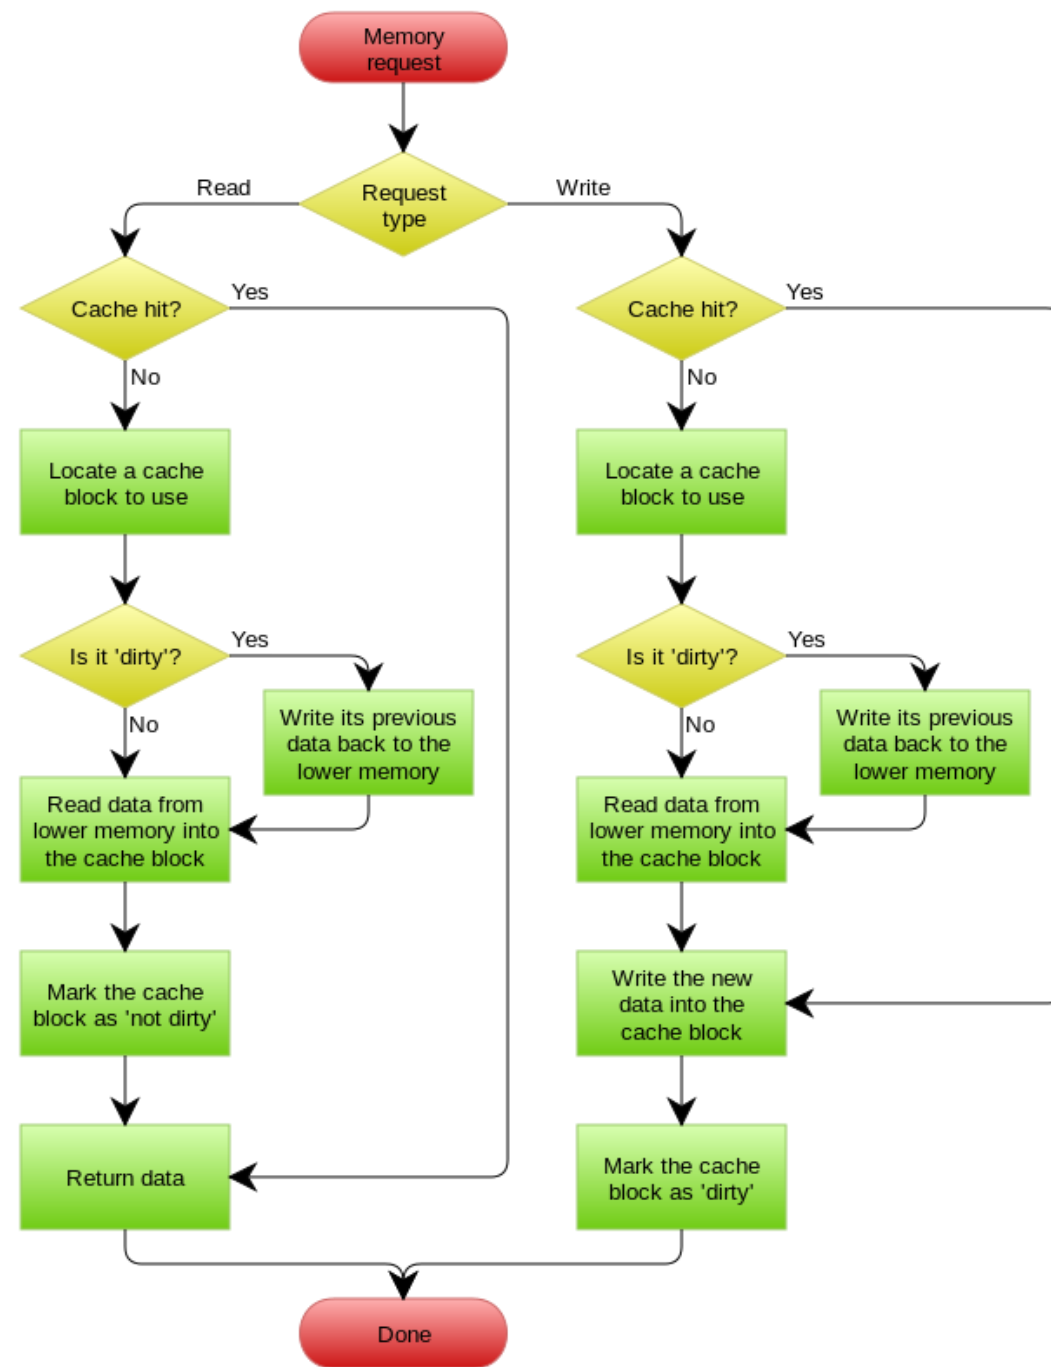 Memory
request
Request
type
Read
Write
Cache hit?
Yes
No
Locate a cache
block to use
Is it 'dirty'?
Yes
No
Write its previous
data back to the
lower memory
Read data from
lower memory into
the cache block
Mark the cache
block as 'not dirty'
Return data
Cache hit?
Yes
No
Locate a cache
block to use
Is it 'dirty'?
Yes
No
Write its previous
data back to the
lower memory
Read data from
lower memory into
the cache block
Write the new
data into the
cache block
Mark the cache
block as 'dirty'
Done